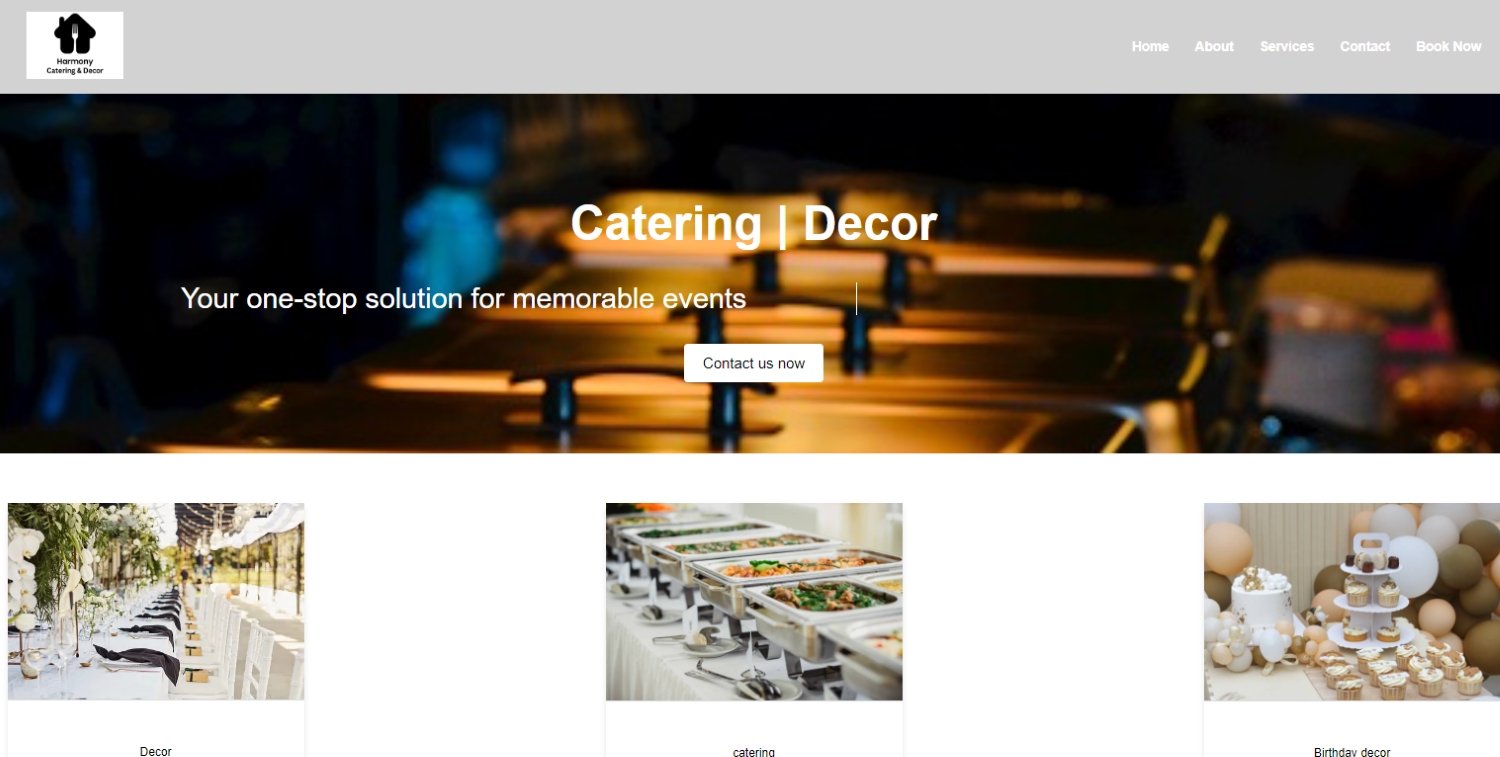 Harmony
Catering & Decor
Home About Services Contact Book Now
Catering | Decor
Your one-stop solution for memorable events
Contact us now
Decor
catering
Birthday decor